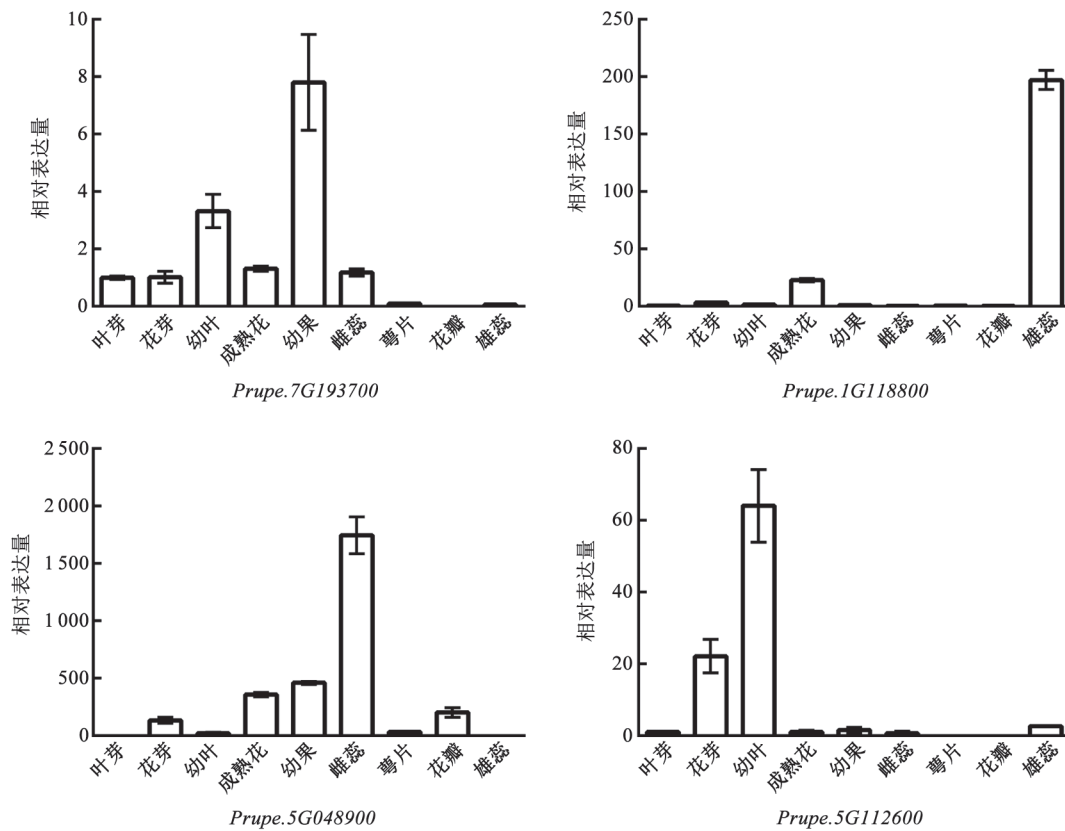 10
8
6
4
2
0
相对表达量
叶芽
花芽
幼叶
成熟花
幼果
雌蕊
萼片
花瓣
雄蕊
Prupe.7G193700
250
200
150
100
50
0
相对表达量
叶芽
花芽
幼叶
成熟花
幼果
雌蕊
萼片
花瓣
雄蕊
Prupe.1G118800
2 500
2 000
1 500
1 000
500
0
相对表达量
叶芽
花芽
幼叶
成熟花
幼果
雌蕊
萼片
花瓣
雄蕊
Prupe.5G048900
80
60
40
20
0
相对表达量
叶芽
花芽
幼叶
成熟花
幼果
雌蕊
萼片
花瓣
雄蕊
Prupe.5G112600